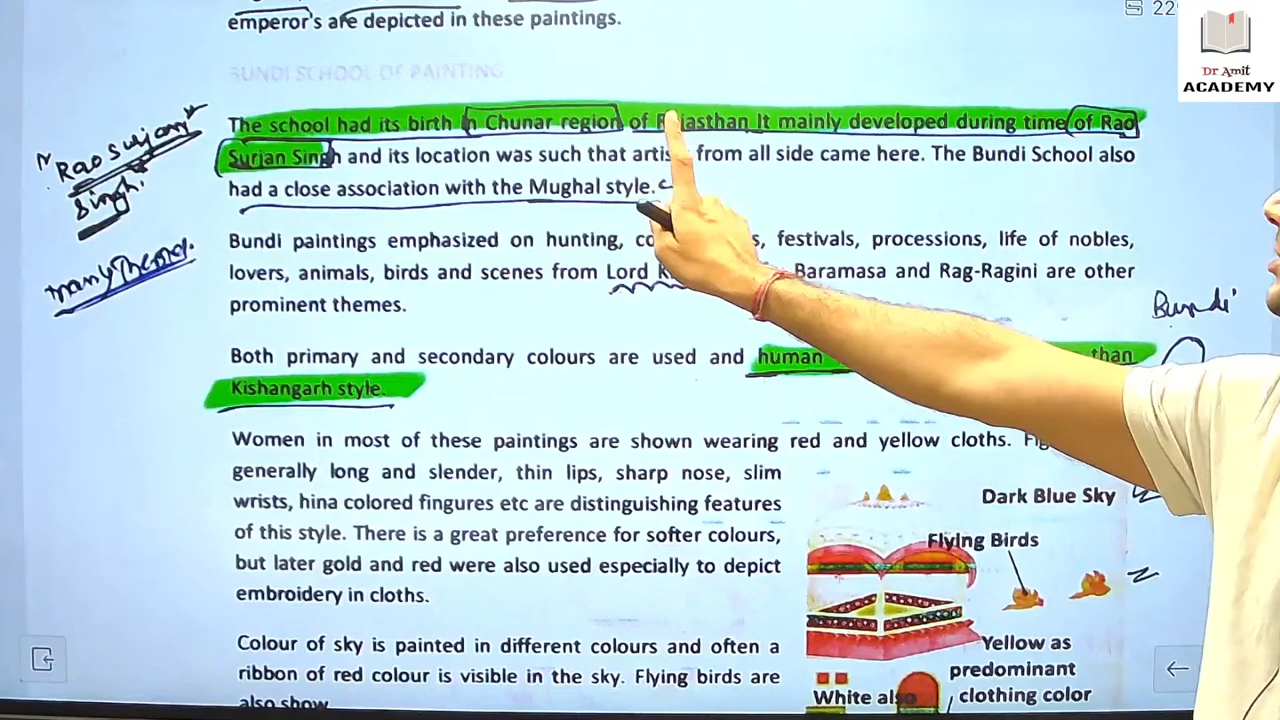 emperor's are depicted in these paintings.
22
Dr Amit
ACADEMY
BUNDI SCHOOL OF PAINTING
The school had its birth in Chunar region of Rajasthan It mainly developed during time of Rao
Surjan Singh and its location was such that artis from all side came here. The Bundi School also
had a close association with the Mughal style.
Rao Surjan
Singh.
Bundi paintings emphasized on hunting, festivals, processions, life of nobles,
lovers, animals, birds and scenes from Lord Baramasa and Rag-Ragini are other
prominent themes.
many themes.
Bundi
Both primary and secondary colours are used and human than
Kishangarh style.
Women in most of these paintings are shown wearing red and yellow cloths.
generally long and slender, thin lips, sharp nose, slim
wrists, hina colored fingures etc are distinguishing features
of this style. There is a great preference for softer colours,
but later gold and red were also used especially to depict
embroidery in cloths.
Dark Blue Sky
Flying Birds
Colour of sky is painted in different colours and often a
ribbon of red colour is visible in the sky. Flying birds are
also show
Yellow as
predominant
clothing color
White also